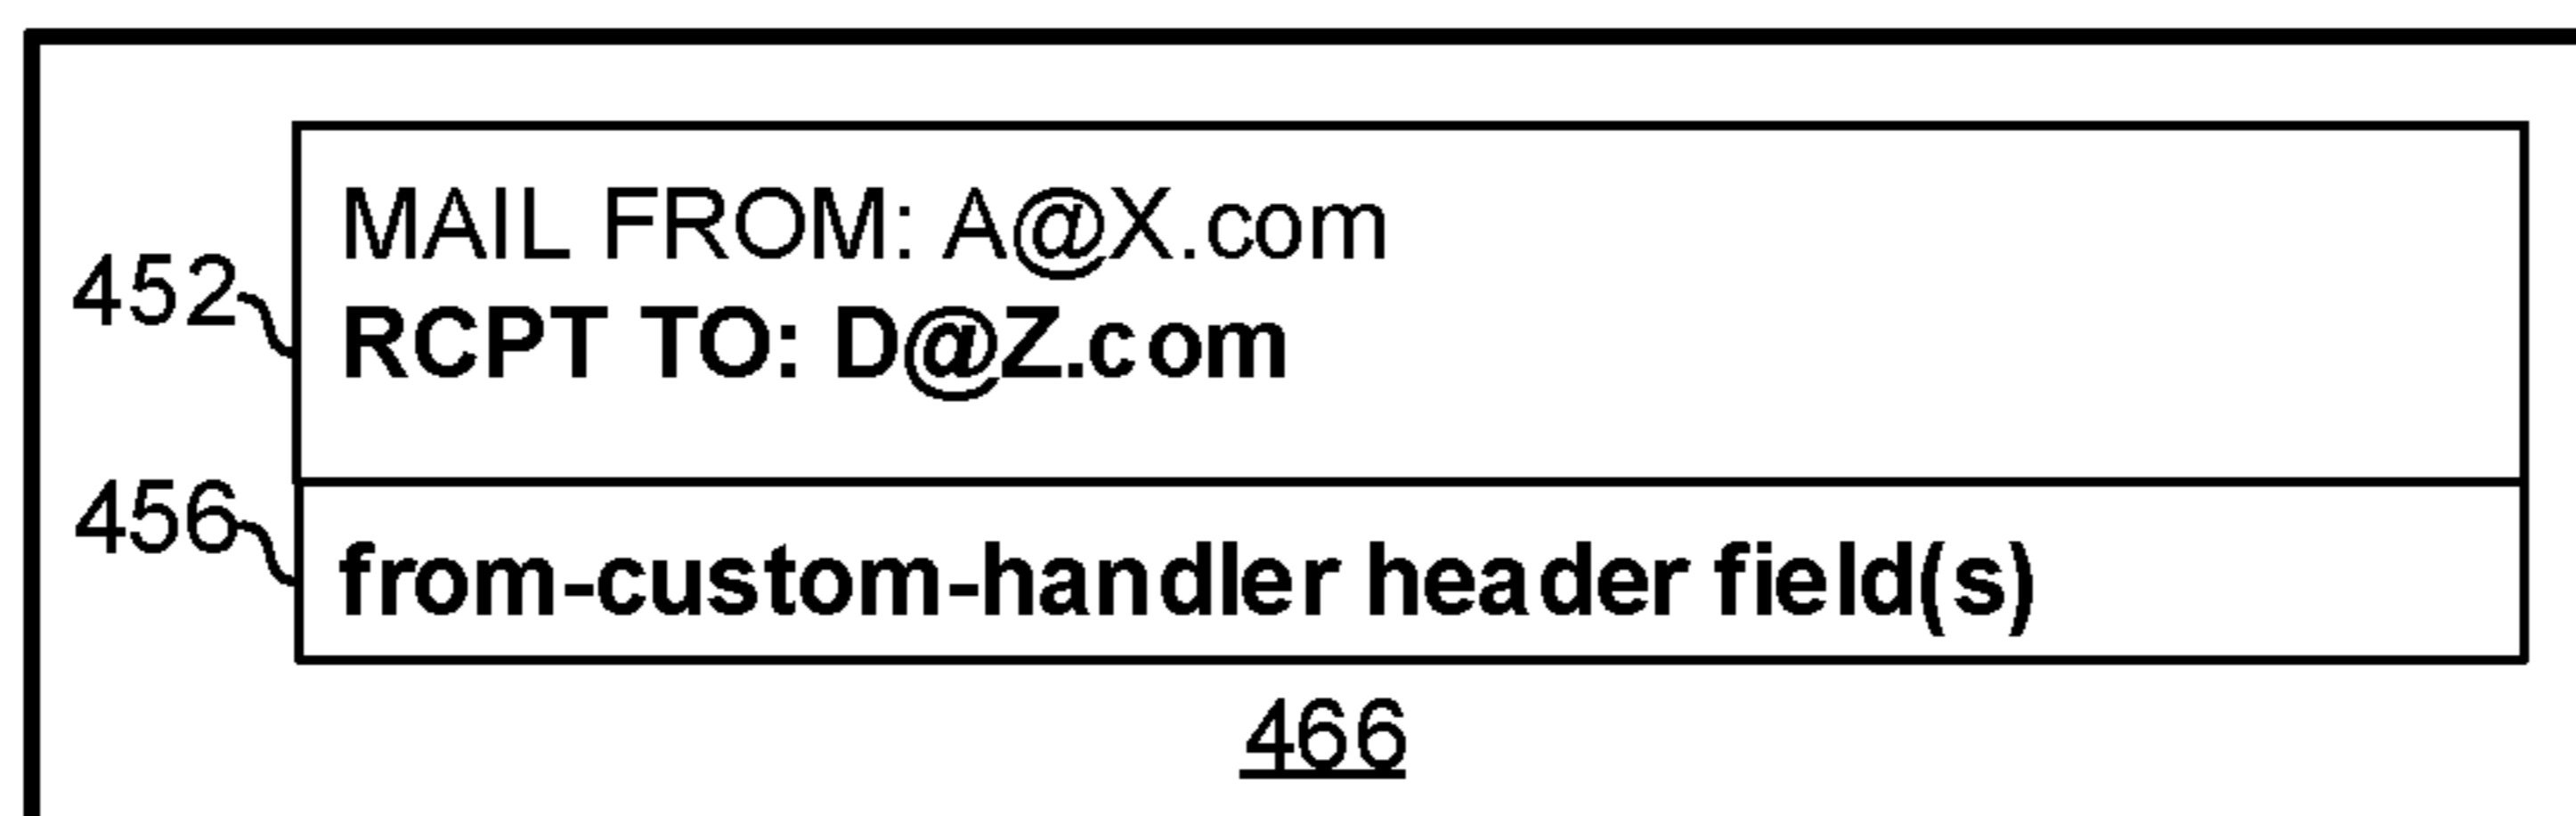 MAIL FROM: A@X.com
452
RCPT TO: D@Z.com
456
from-custom-handler header field(s)
466